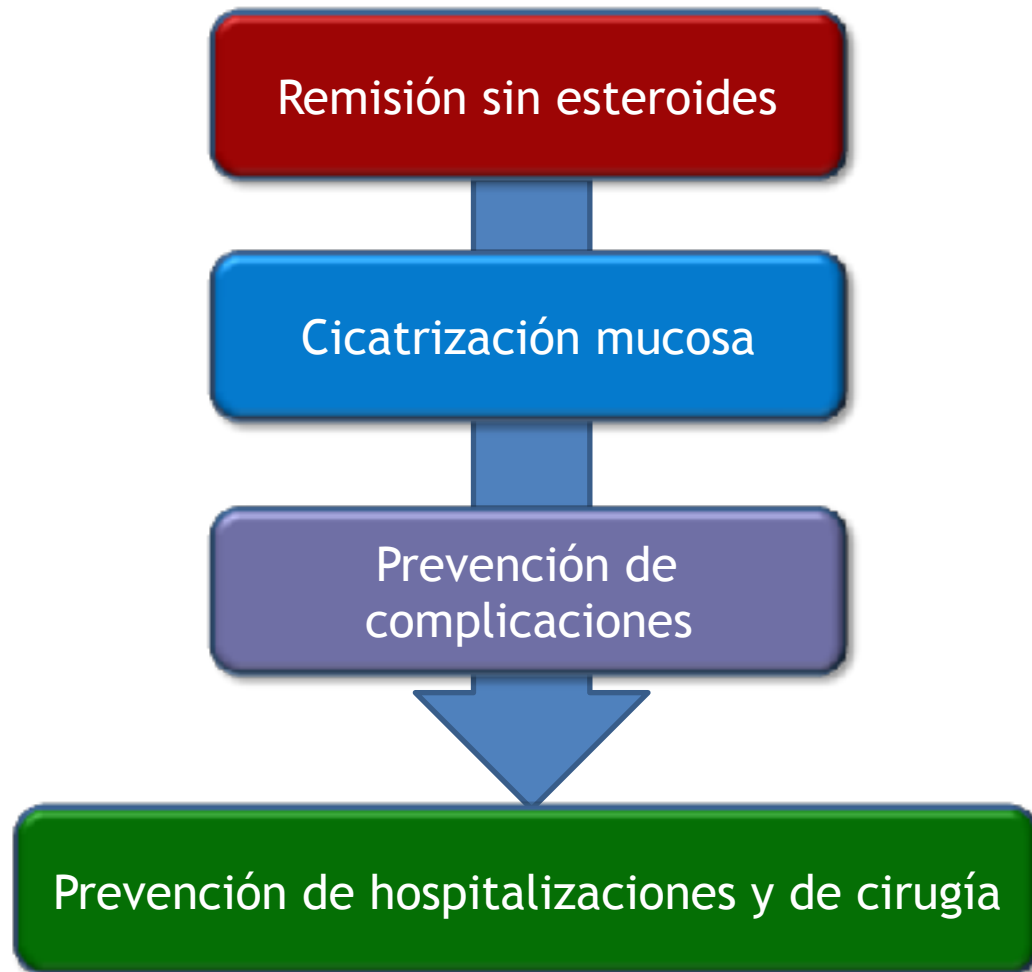 Remisión sin esteroides
Cicatrización mucosa
Prevención de
complicaciones
Prevención de hospitalizaciones y de cirugía